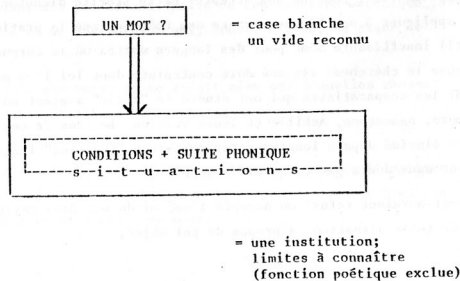 UN MOT ?
= case blanche
un vide reconnu
CONDITIONS + SUITE PHONIQUE
s--i--t--u--a--t--i--o--n--s
= une institution;
limites à connaître
(fonction poétique exclue)